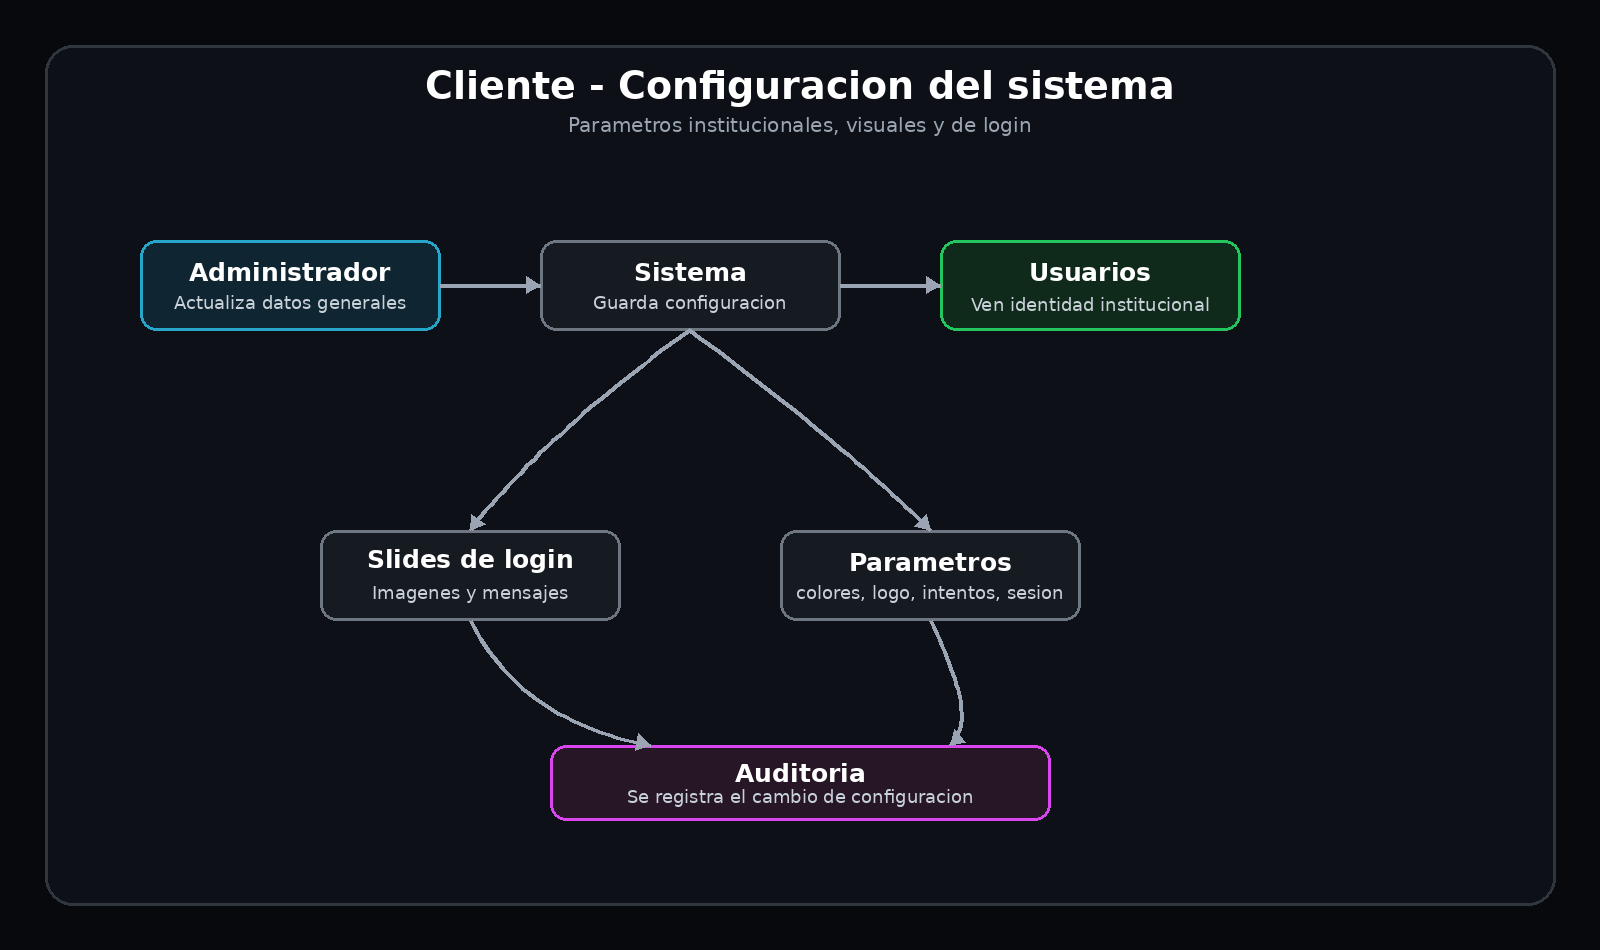 Cliente - Configuracion del sistema
Parametros institucionales, visuales y de login
Administrador
Actualiza datos generales
Sistema
Guarda configuracion
Usuarios
Ven identidad institucional
Slides de login
Imagenes y mensajes
Parametros
colores, logo, intentos, sesion
Auditoria
Se registra el cambio de configuracion